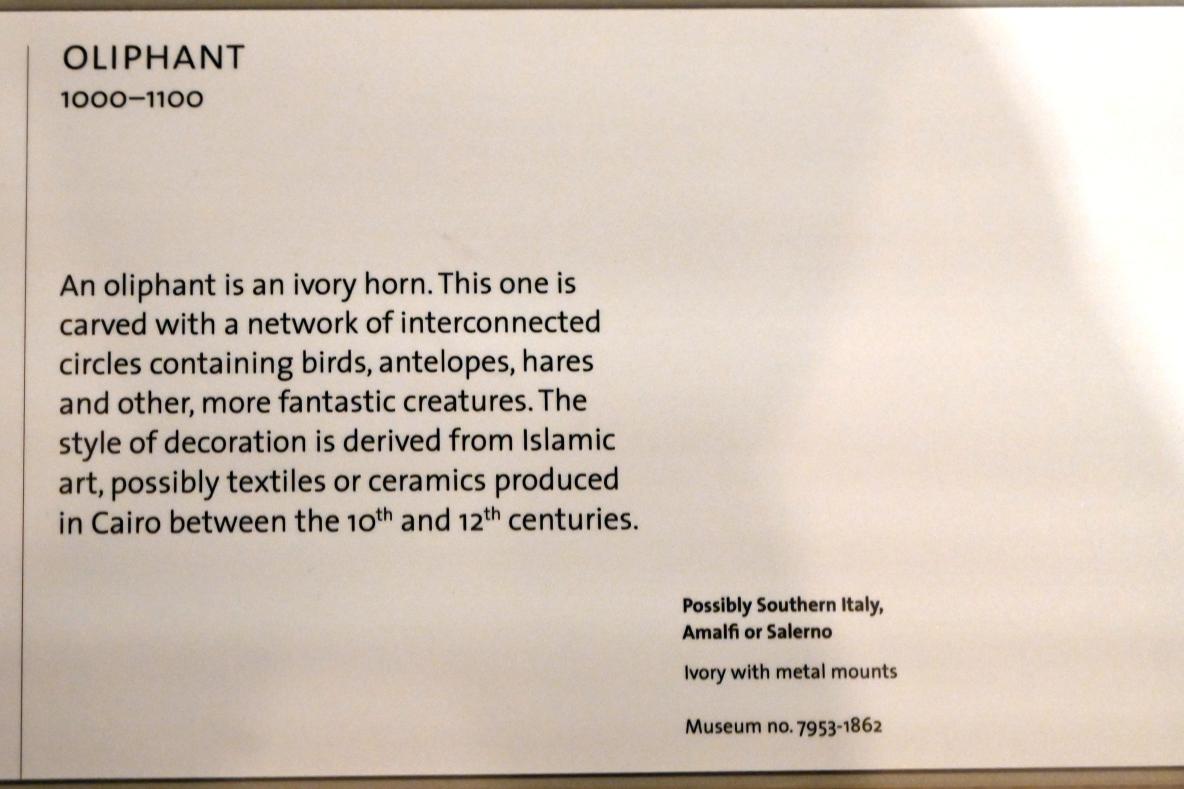 OLIPHANT
1000–1100
An oliphant is an ivory horn. This one is
carved with a network of interconnected
circles containing birds, antelopes, hares
and other, more fantastic creatures. The
style of decoration is derived from Islamic
art, possibly textiles or ceramics produced
in Cairo between the 10th and 12th centuries.
Possibly Southern Italy,
Amalfi or Salerno
Ivory with metal mounts
Museum no. 7953-1862